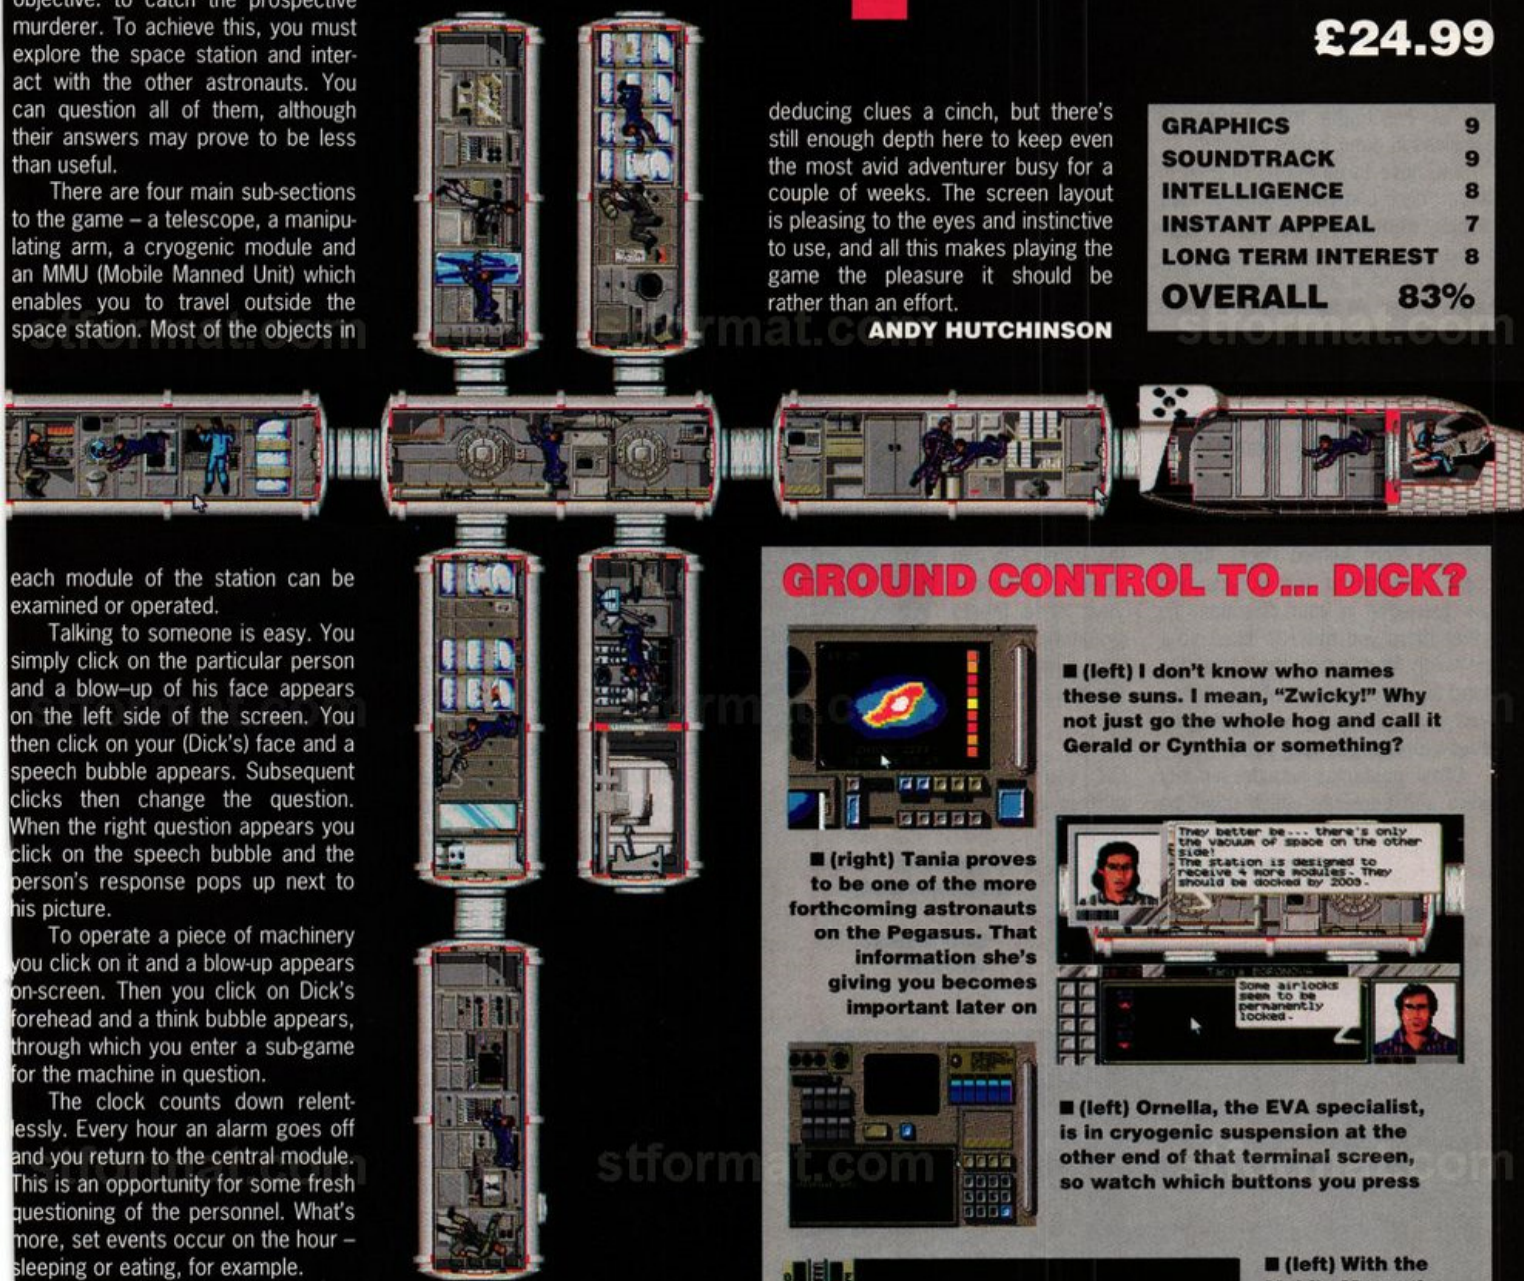 objective: to catch the prospective
murderer. To achieve this, you must
explore the space station and inter-
act with the other astronauts. You
can question all of them, although
their answers may prove to be less
than useful.
There are four main sub-sections
to the game – a telescope, a manipu-
lating arm, a cryogenic module and
an MMU (Mobile Manned Unit) which
enables you to travel outside the
space station. Most of the objects in
each module of the station can be
examined or operated.
Talking to someone is easy. You
simply click on the particular person
and a blow–up of his face appears
on the left side of the screen. You
then click on your (Dick's) face and a
speech bubble appears. Subsequent
clicks then change the question.
When the right question appears you
click on the speech bubble and the
person's response pops up next to
his picture.
To operate a piece of machinery
you click on it and a blow-up appears
on-screen. Then you click on Dick's
forehead and a think bubble appears,
through which you enter a sub-game
for the machine in question.
The clock counts down relent-
lessly. Every hour an alarm goes off
and you return to the central module.
This is an opportunity for some fresh
questioning of the personnel. What's
more, set events occur on the hour –
sleeping or eating, for example.
deducing clues a cinch, but there's
still enough depth here to keep even
the most avid adventurer busy for a
couple of weeks. The screen layout
is pleasing to the eyes and instinctive
to use, and all this makes playing the
game the pleasure it should be
rather than an effort.
ANDY HUTCHINSON
£24.99
GRAPHICS 9
SOUNDTRACK 9
INTELLIGENCE 8
INSTANT APPEAL 7
LONG TERM INTEREST 8
OVERALL 83%
GROUND CONTROL TO... DICK?
■ (left) I don't know who names
these suns. I mean, “Zwicky!” Why
not just go the whole hog and call it
Gerald or Cynthia or something?
■ (right) Tania proves
to be one of the more
forthcoming astronauts
on the Pegasus. That
information she's
giving you becomes
important later on
They better be--- there's only
the vacuum of space on the other
side!
The station is designed to
receive 4 more modules. They
should be docked by 2009.
Tania
Some airlocks
seem to be
permanently
locked.
■ (left) Ornella, the EVA specialist,
is in cryogenic suspension at the
other end of that terminal screen,
so watch which buttons you press
■ (left) With the
stformat.com
stformat.com
stformat.com
stformat.com
stformat.com
stformat.com